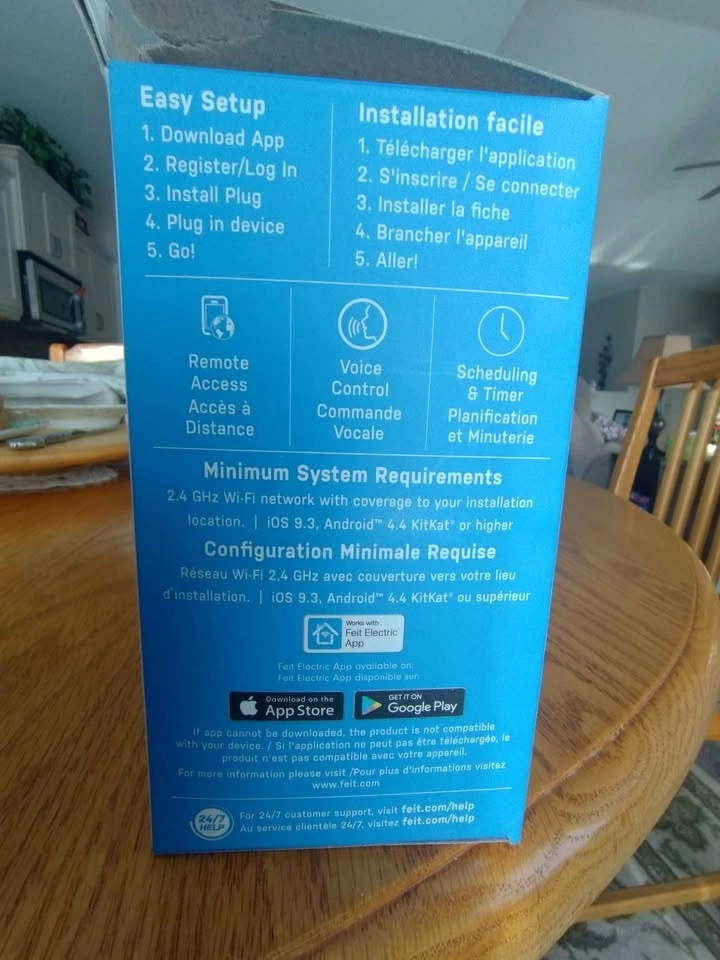 Easy Setup
1. Download App
2. Register/Log In
3. Install Plug
4. Plug in device
5. Go!
Installation facile
1. Télécharger l'application
2. S'inscrire / Se connecter
3. Installer la fiche
4. Brancher l'appareil
5. Aller!
Remote
Access
Accès à
Distance
Voice
Control
Commande
Vocale
Scheduling
& Timer
Planification
et Minuterie
Minimum System Requirements
2.4 GHz Wi-Fi network with coverage to your installation
location. | iOS 9.3, Android™ 4.4 KitKat® or higher
Configuration Minimale Requise
Réseau Wi-Fi 2,4 GHz avec couverture vers votre lieu
d'installation. | iOS 9.3, Android™ 4.4 KitKat® ou supérieur
Works with
Feit Electric
App
Feit Electric App available on:
Feit Electric App disponible sur:
Download on the
App Store
GET IT ON
Google Play
If app cannot be downloaded, the product is not compatible
with your device. / Si l'application ne peut pas être téléchargée, le
produit n'est pas compatible avec votre appareil.
For more information please visit /Pour plus d'informations visitez
www.feit.com
24/7
HELP
For 24/7 customer support, visit feit.com/help
Au service clientèle 24/7, visitez feit.com/help